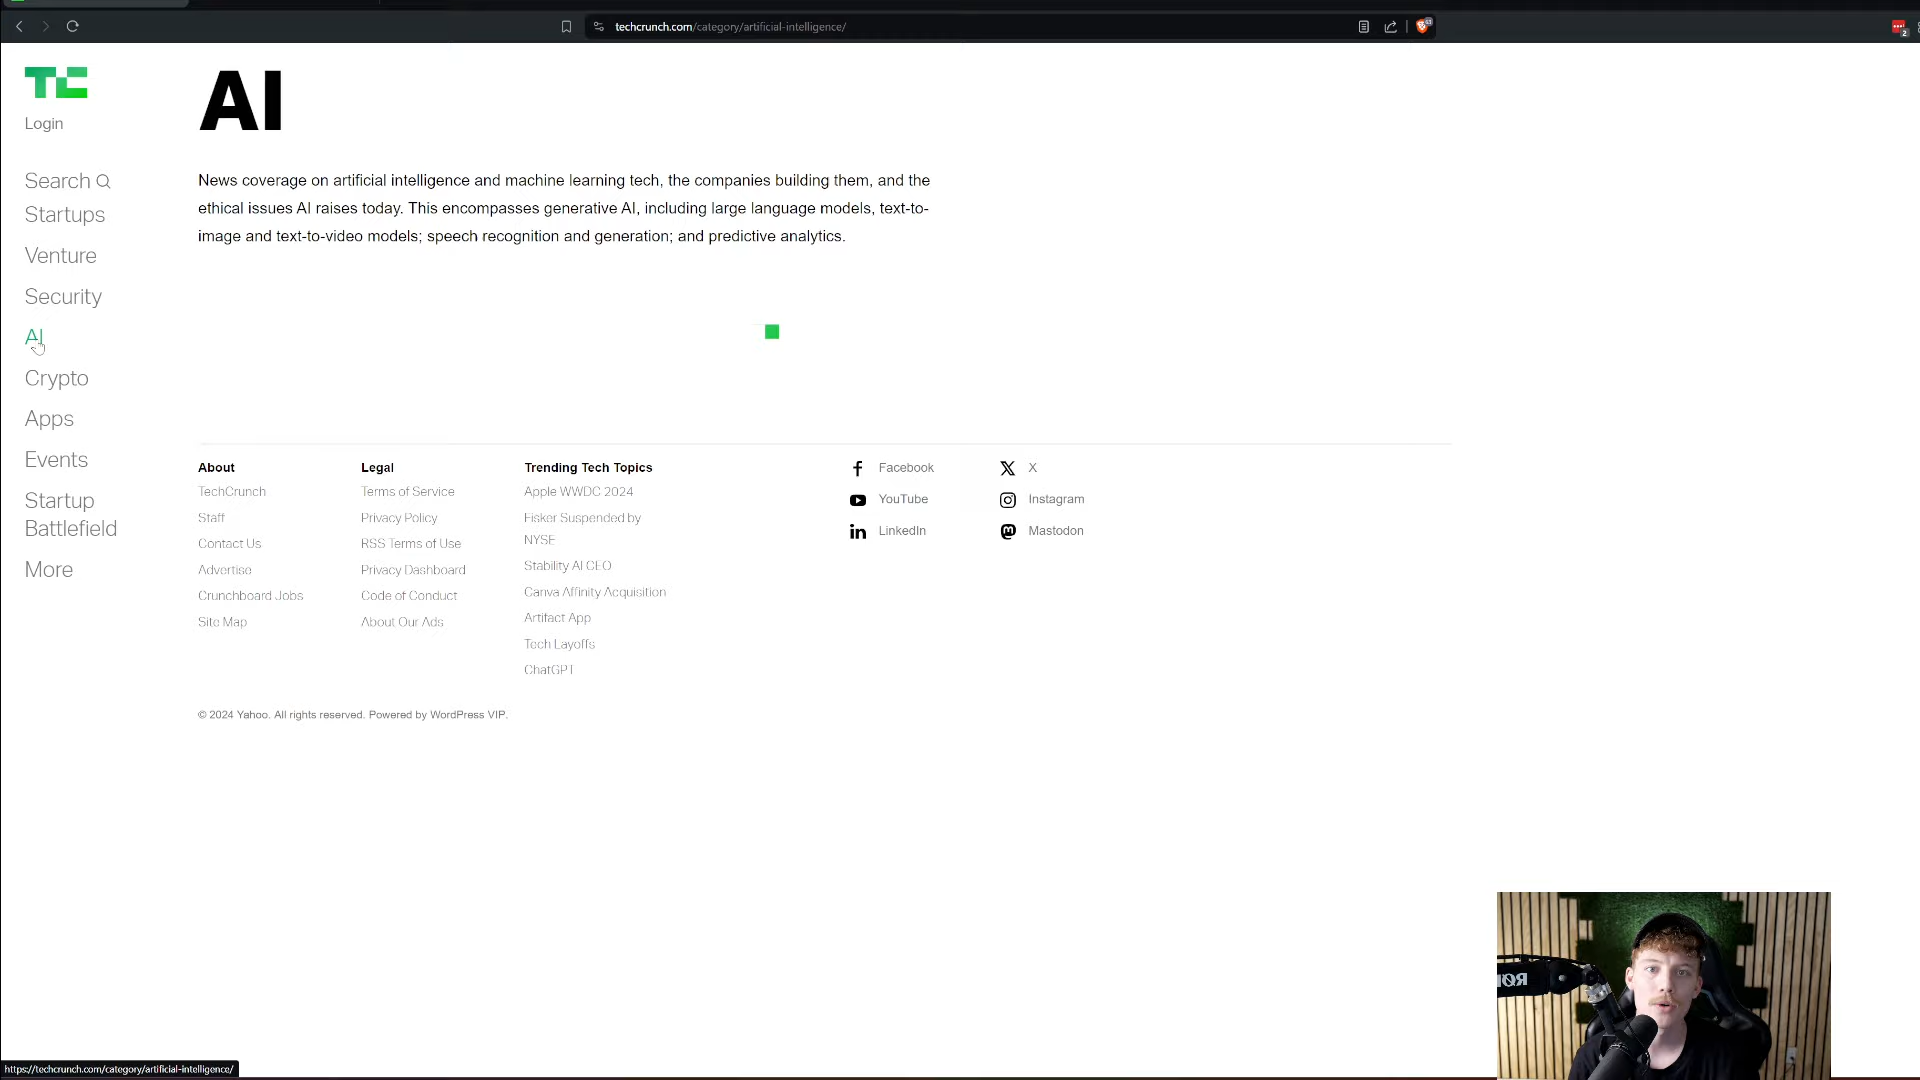 techcrunch.com/category/artificial-intelligence/
TC
Login
Search
Startups
Venture
Security
AI
Crypto
Apps
Events
Startup
Battlefield
More
AI
News coverage on artificial intelligence and machine learning tech, the companies building them, and the
ethical issues AI raises today. This encompasses generative AI, including large language models, text-to-
image and text-to-video models; speech recognition and generation; and predictive analytics.
About
TechCrunch
Staff
Contact Us
Advertise
Crunchboard Jobs
Site Map
Legal
Terms of Service
Privacy Policy
RSS Terms of Use
Privacy Dashboard
Code of Conduct
About Our Ads
Trending Tech Topics
Apple WWDC 2024
Fisker Suspended by
NYSE
Stability AI CEO
Canva Affinity Acquisition
Artifact App
Tech Layoffs
ChatGPT
Facebook
YouTube
LinkedIn
X
Instagram
Mastodon
© 2024 Yahoo. All rights reserved. Powered by WordPress VIP.
https://techcrunch.com/category/artificial-intelligence/